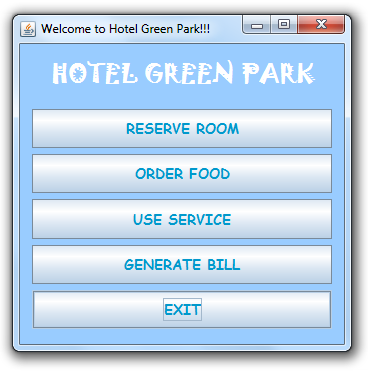 Welcome to Hotel Green Park!!!
HOTEL GREEN PARK
RESERVE ROOM
ORDER FOOD
USE SERVICE
GENERATE BILL
EXIT